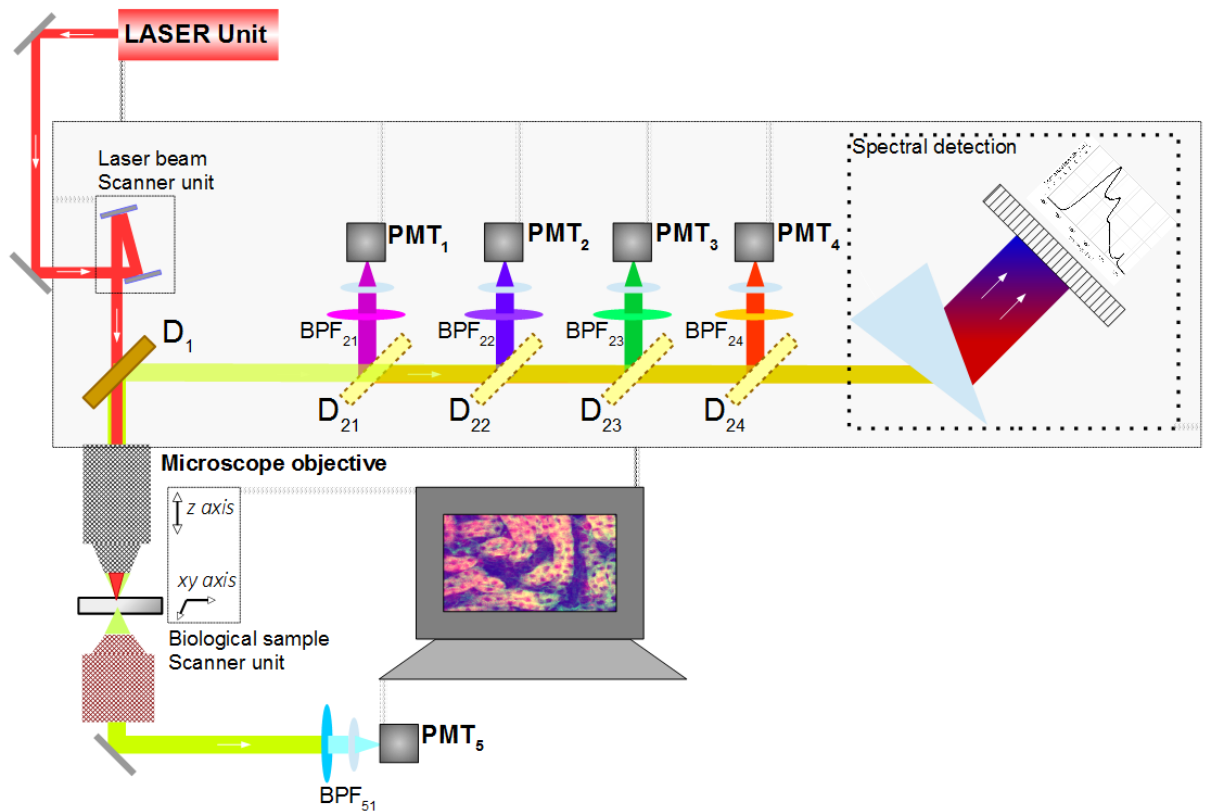 LASER Unit
Laser beam
Scanner unit
Spectral detection
PMT₁
PMT₂
PMT₃
PMT₄
BPF₂₁
BPF₂₂
BPF₂₃
BPF₂₄
D₁
D₂₁
D₂₂
D₂₃
D₂₄
Microscope objective
z axis
xy axis
Biological sample
Scanner unit
PMT₅
BPF₅₁